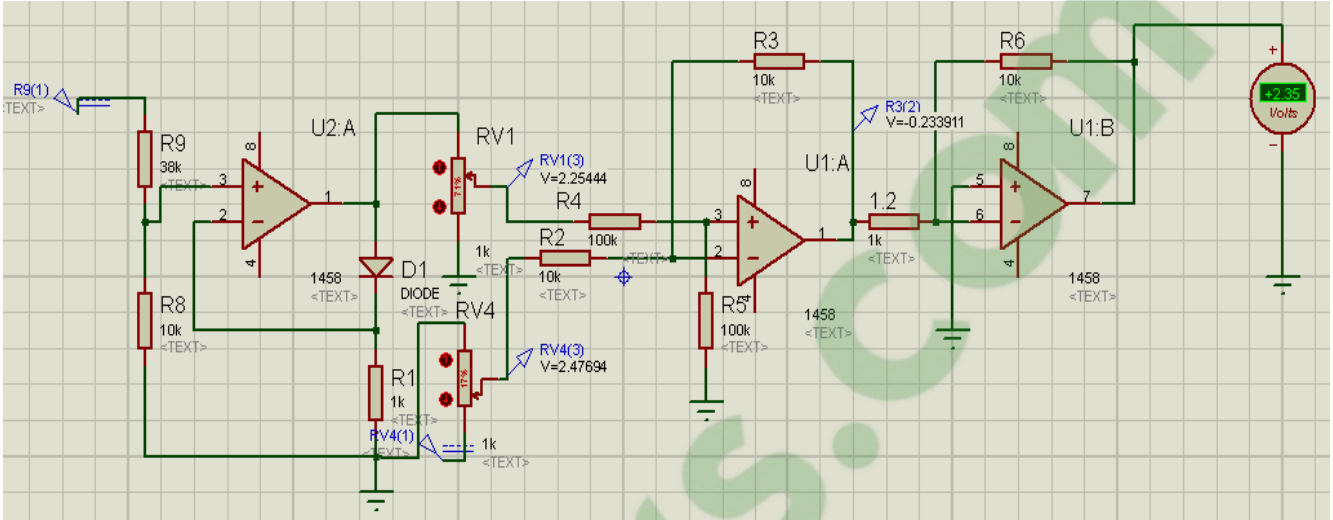 R9(1)
<TEXT>
R9
38k
<TEXT>
R8
10k
<TEXT>
U2:A
8
3
2
1
4
1458
<TEXT>
D1
DIODE
<TEXT>
R1
1k
<TEXT>
RV1
71%
1k
<TEXT>
RV1(3)
V=2.25444
RV4
17%
1k
<TEXT>
RV4(1)
<TEXT>
RV4(3)
V=2.47694
R4
100k
<TEXT>
R2
10k
<TEXT>
R3
10k
<TEXT>
R3(2)
V=-0.233911
U1:A
8
3
2
1
4
1458
<TEXT>
R5
100k
<TEXT>
1.2
1k
<TEXT>
R6
10k
<TEXT>
U1:B
8
5
6
7
4
1458
<TEXT>
+
+2.35
Volts
s.com